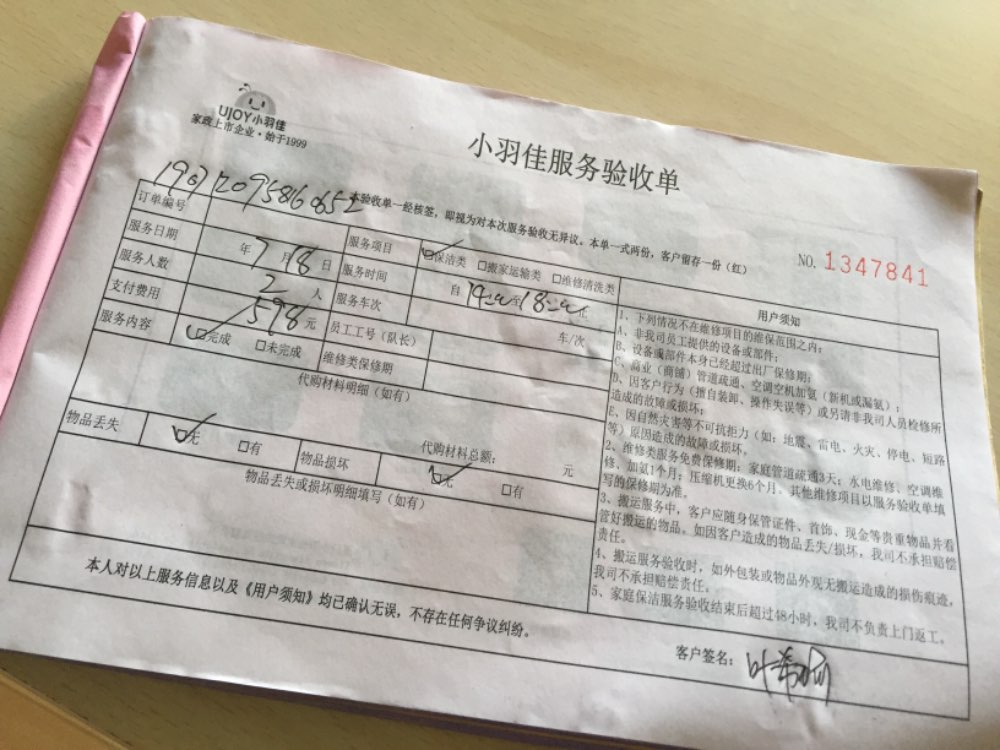 UJOY小羽佳
家政上市企业·始于1999
小羽佳服务验收单
本验收单一经核签，即视为对本次服务验收无异议。本单一式两份，客户留存一份（红）
NO. 1347841
订单编号
服务项目 ☑保洁类 □搬家运输类 □维修清洗类
服务日期 年7月18日
服务时间 自 14:00 至 18:00 止
服务人数 2 人
服务车次 车/次
支付费用 598 元
员工工号（队长）
服务内容 ☑完成 □未完成
维修类保修期
代购材料明细（如有）
代购材料总额： 元
物品丢失 ☑无 □有 物品损坏 ☑无 □有
物品丢失或损坏明细填写（如有）
用户须知
1、下列情况不在维修项目的维保范围之内：
A、非我司员工提供的设备或部件；
B、设备或部件本身已经超过出厂保修期；
C、商业（商铺）管道疏通、空调空机加氨（新机或漏氨）；
D、因客户行为（擅自装卸、操作失误等）或另请非我司人员检修所
造成的故障或损坏；
E、因自然灾害等不可抗拒力（如：地震、雷电、火灾、停电、短路
等）原因造成的故障或损坏。
2、维修类服务免费保修期：家庭管道疏通3天；水电维修、空调维
修、加氨1个月；压缩机更换6个月。其他维修项目以服务验收单填
写的保修期为准。
3、搬运服务中，客户应随身保管证件、首饰、现金等贵重物品并看
管好搬运的物品。如因客户造成的物品丢失/损坏，我司不承担赔偿
责任。
4、搬运服务验收时，如外包装或物品外观无搬运造成的损伤痕迹，
我司不承担赔偿责任。
5、家庭保洁服务验收结束后超过48小时，我司不负责上门返工。
本人对以上服务信息以及《用户须知》均已确认无误，不存在任何争议纠纷。
客户签名：